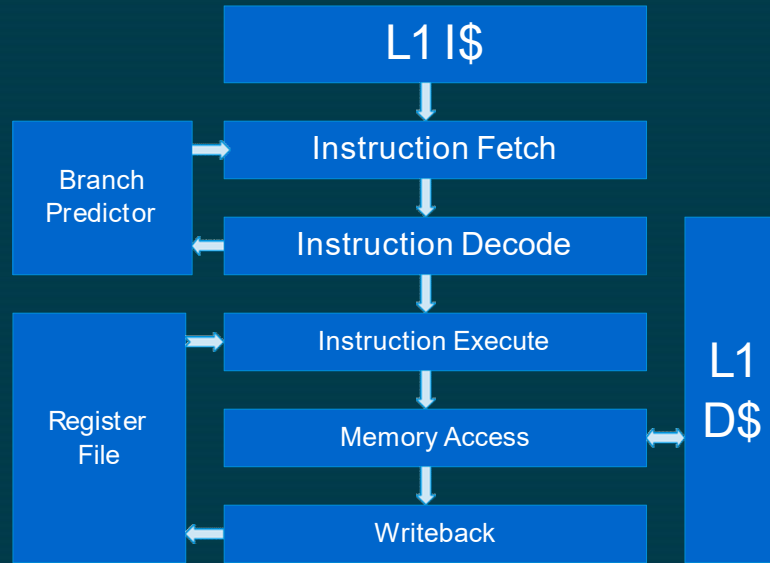 L1 I$
Instruction Fetch
Branch
Predictor
Instruction Decode
Instruction Execute
Register
File
Memory Access
L1
D$
Writeback